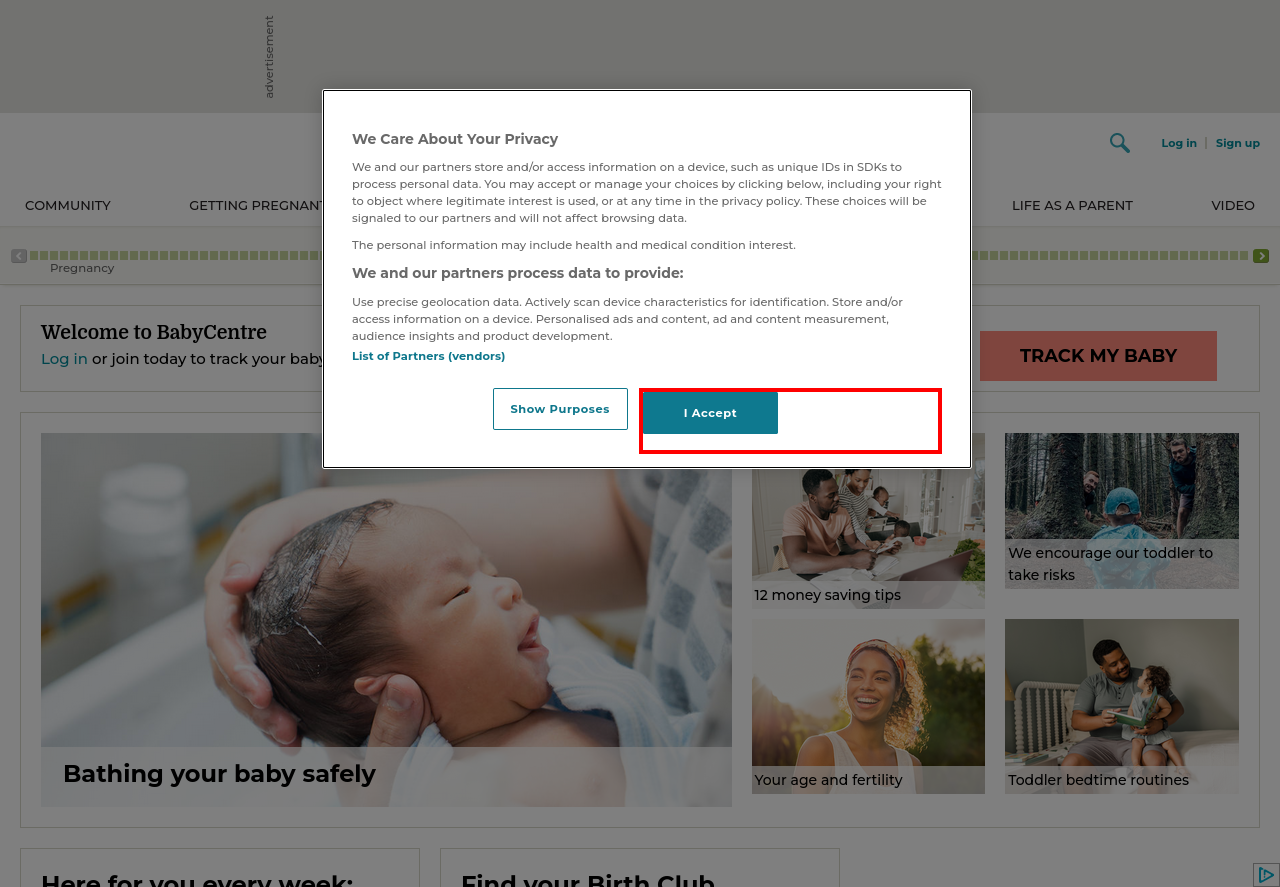 advertisement
Log in
Sign up
COMMUNITY
GETTING PREGNANT
LIFE AS A PARENT
VIDEO
Pregnancy
We Care About Your Privacy
We and our partners store and/or access information on a device, such as unique IDs in SDKs to
process personal data. You may accept or manage your choices by clicking below, including your right
to object where legitimate interest is used, or at any time in the privacy policy. These choices will be
signaled to our partners and will not affect browsing data.
The personal information may include health and medical condition interest.
We and our partners process data to provide:
Use precise geolocation data. Actively scan device characteristics for identification. Store and/or
access information on a device. Personalised ads and content, ad and content measurement,
audience insights and product development.
List of Partners (vendors)
Show Purposes
I Accept
Welcome to BabyCentre
Log in or join today to track your baby
TRACK MY BABY
Bathing your baby safely
12 money saving tips
We encourage our toddler to
take risks
Your age and fertility
Toddler bedtime routines
Here for you every week:
Find your Birth Club